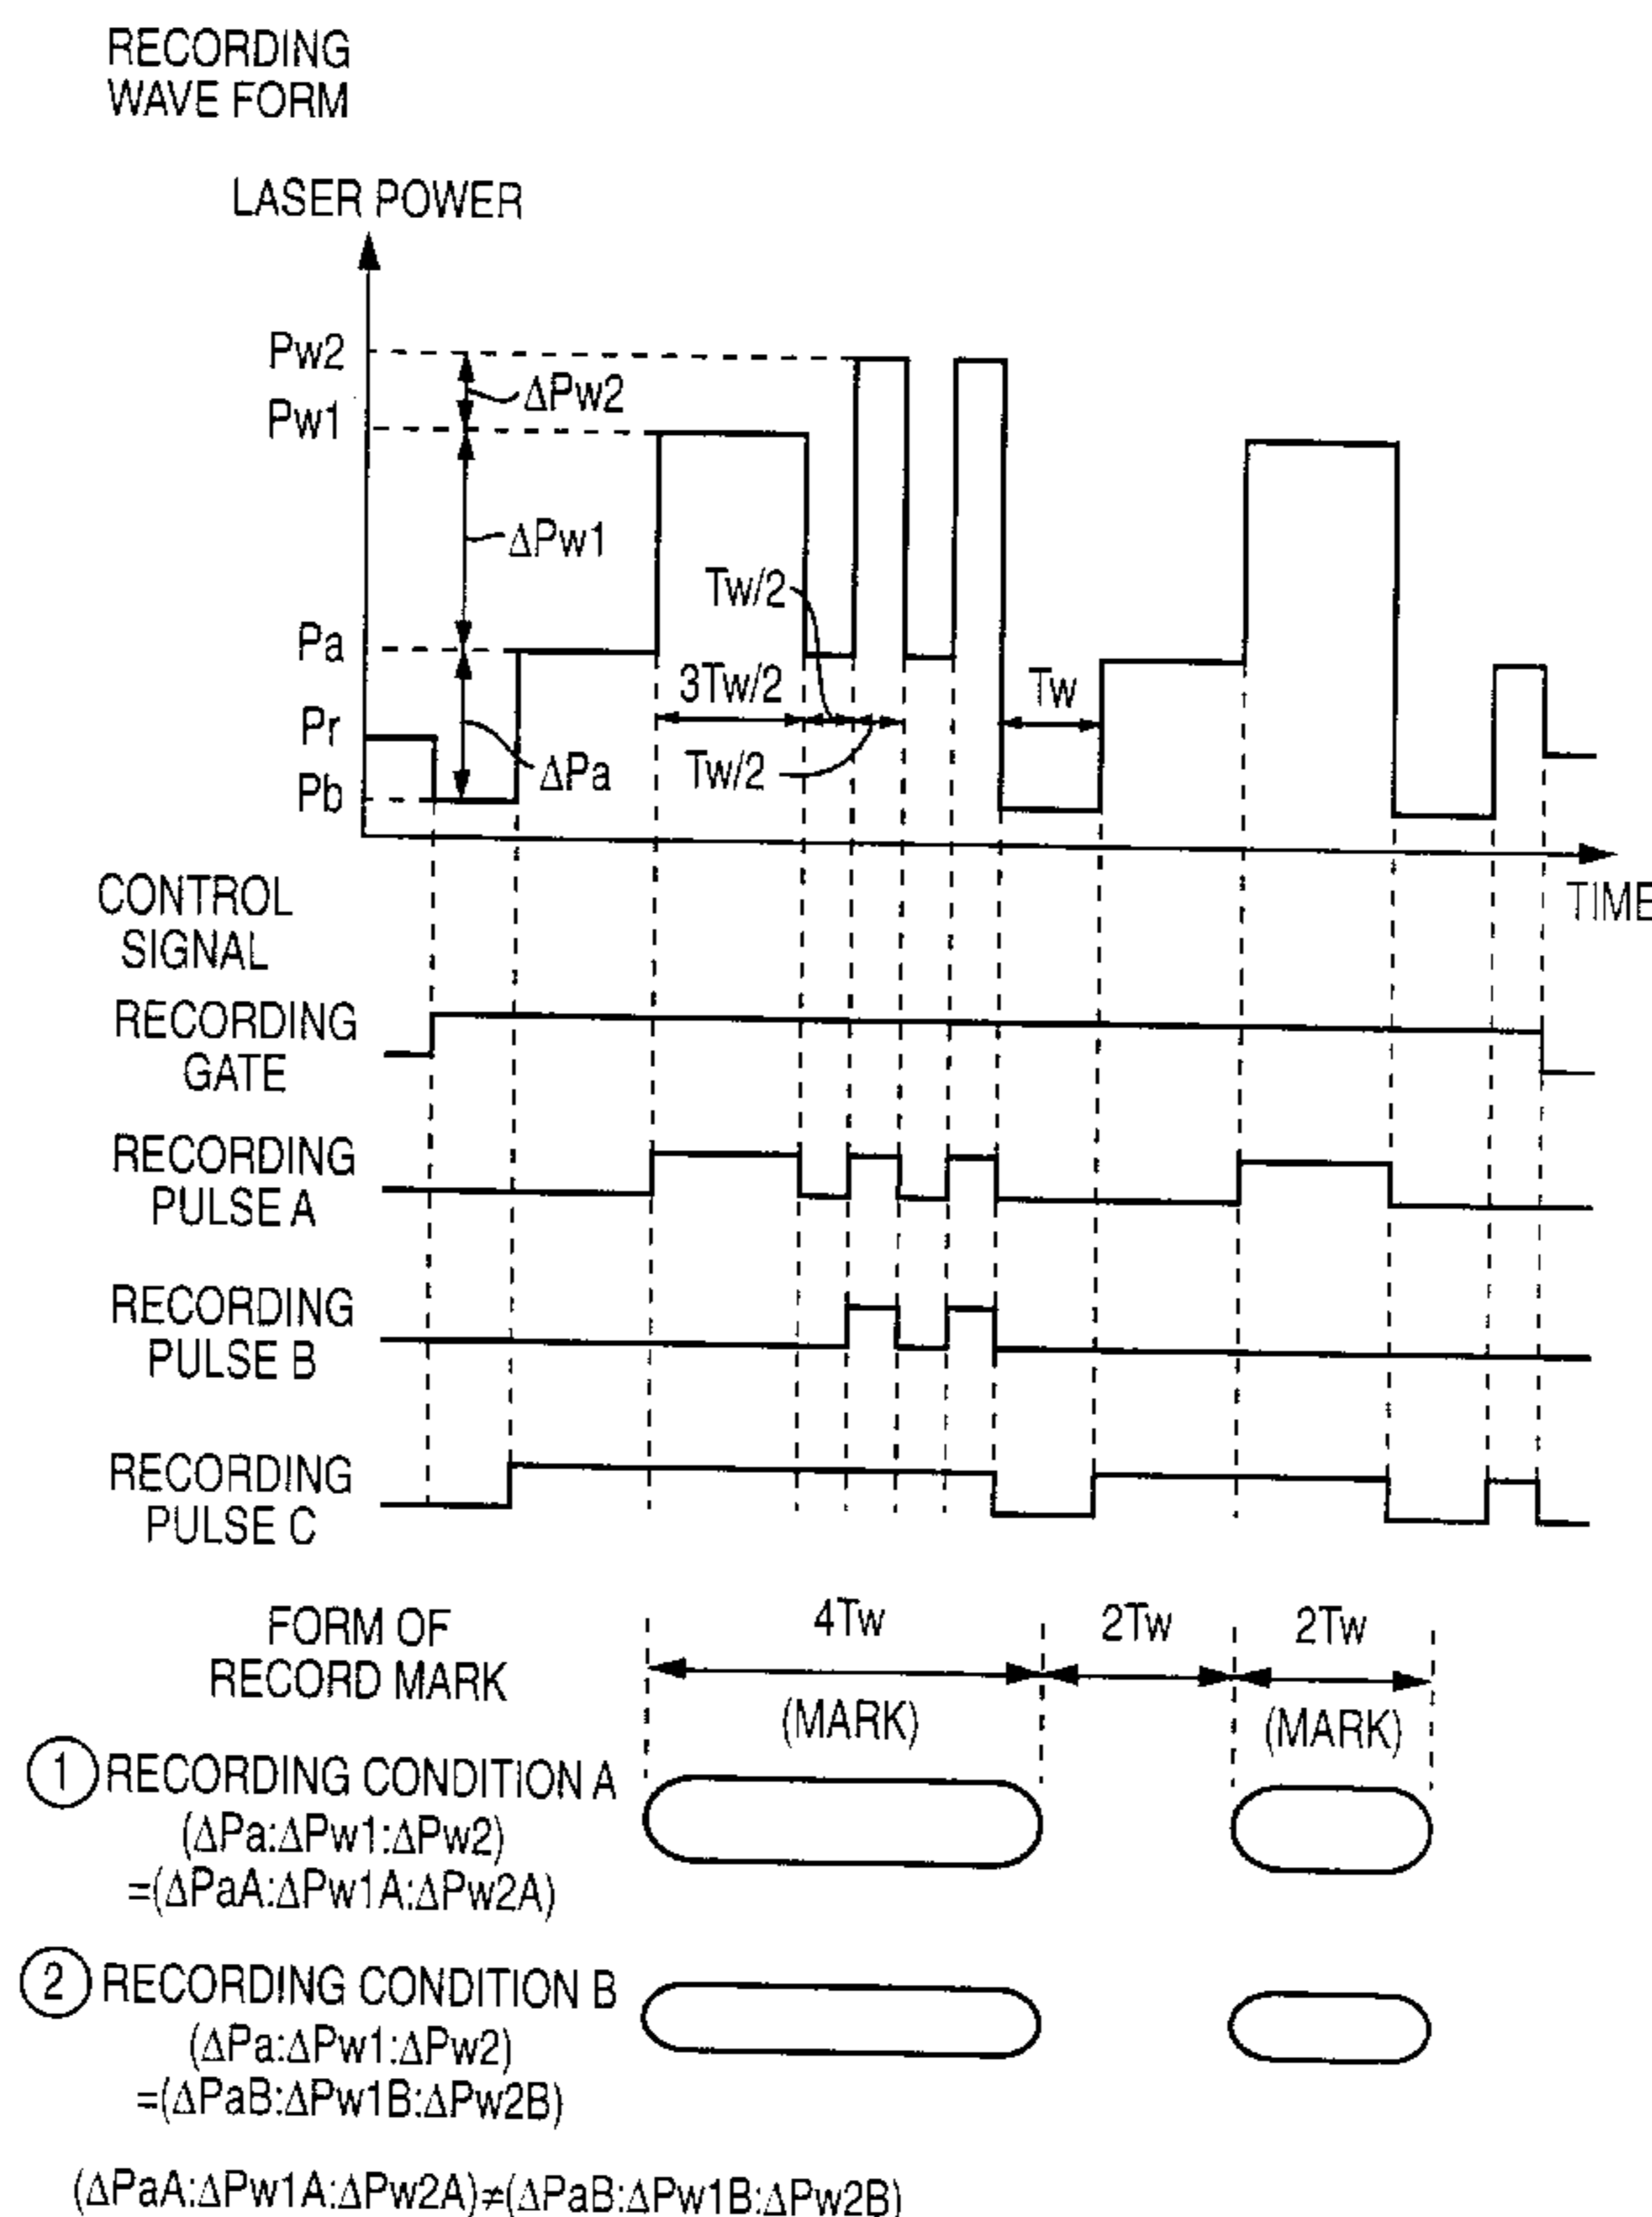 RECORDING
WAVE FORM
LASER POWER
Pw2
ΔPw2
Pw1
ΔPw1
Tw/2
Pa
3Tw/2
Tw
Pr
Tw/2
ΔPa
Pb
TIME
CONTROL
SIGNAL
RECORDING
GATE
RECORDING
PULSE A
RECORDING
PULSE B
RECORDING
PULSE C
FORM OF
RECORD MARK
4Tw
2Tw
2Tw
(MARK)
(MARK)
1 RECORDING CONDITION A
(ΔPa:ΔPw1:ΔPw2)
=(ΔPaA:ΔPw1A:ΔPw2A)
2 RECORDING CONDITION B
(ΔPa:ΔPw1:ΔPw2)
=(ΔPaB:ΔPw1B:ΔPw2B)
(ΔPaA:ΔPw1A:ΔPw2A)≠(ΔPaB:ΔPw1B:ΔPw2B)